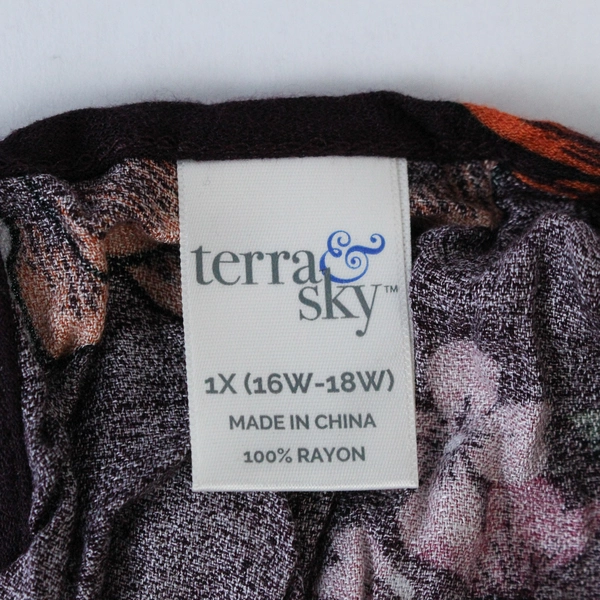 terra &
sky™
1X (16W-18W)
MADE IN CHINA
100% RAYON